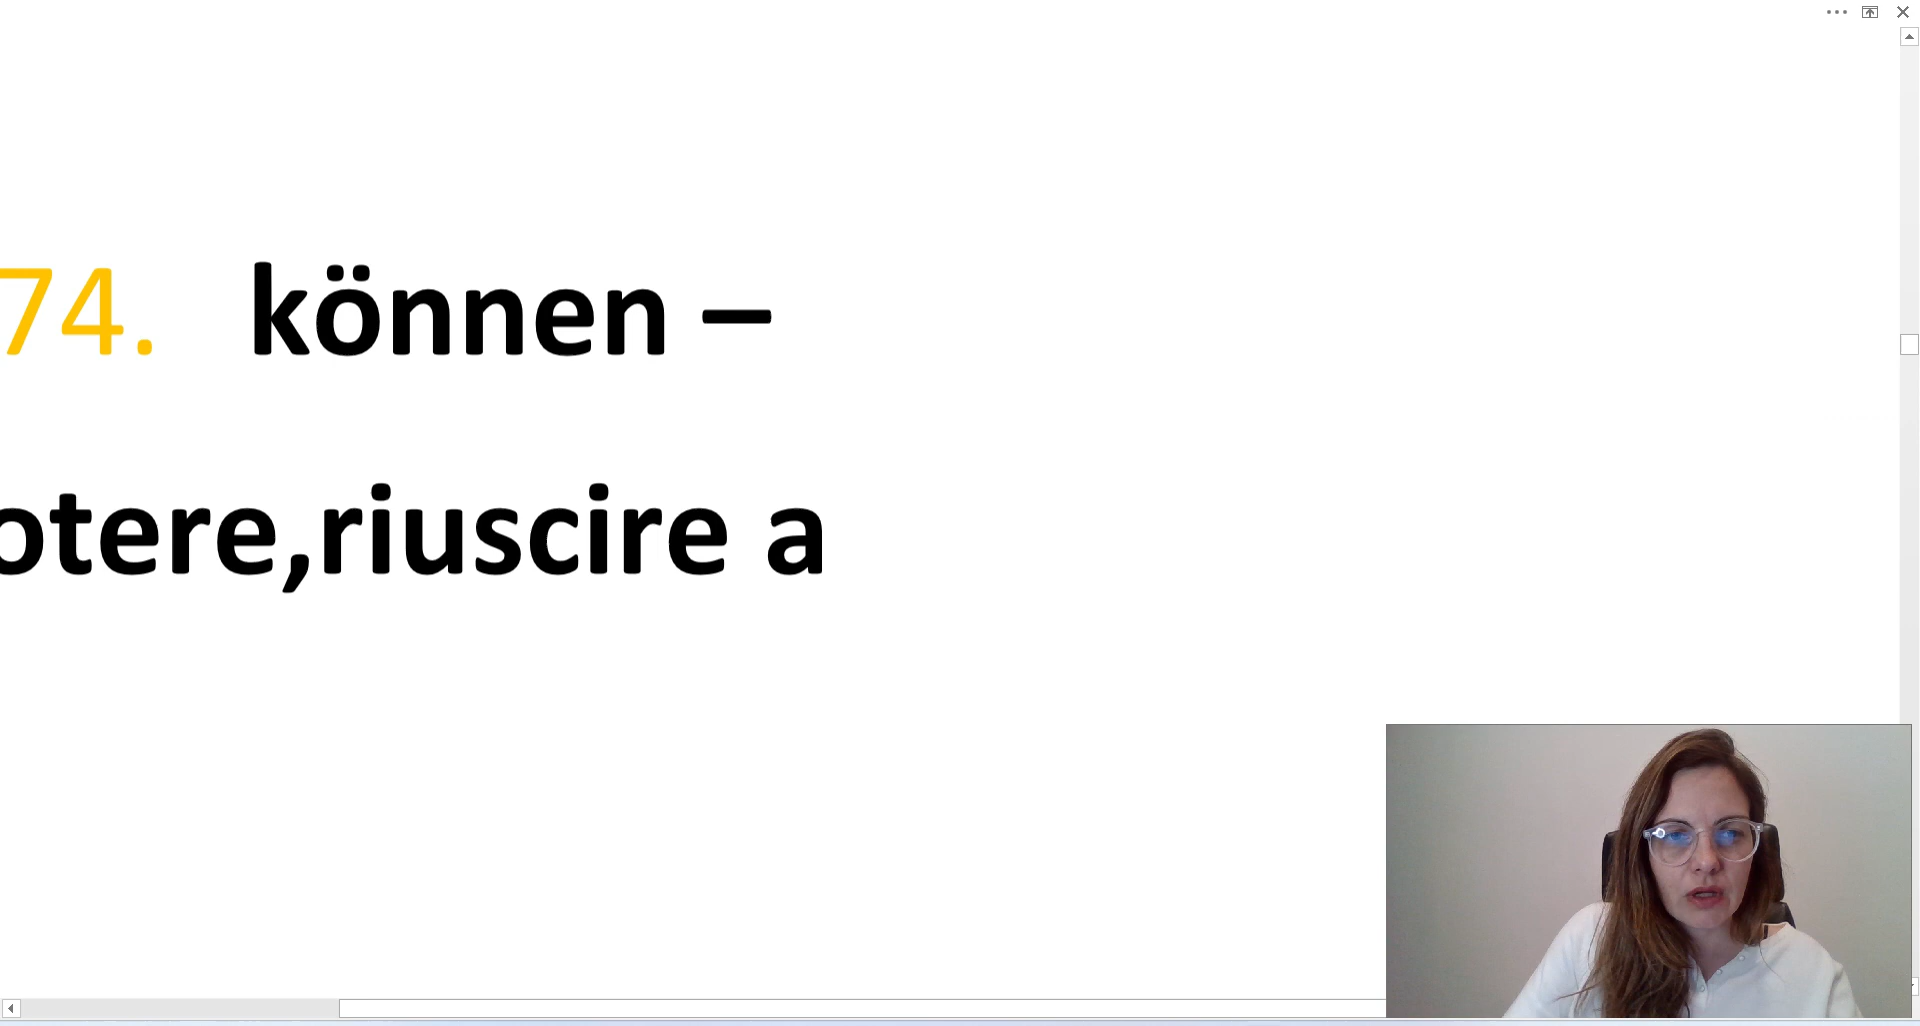 74. können –
otere,riuscire a